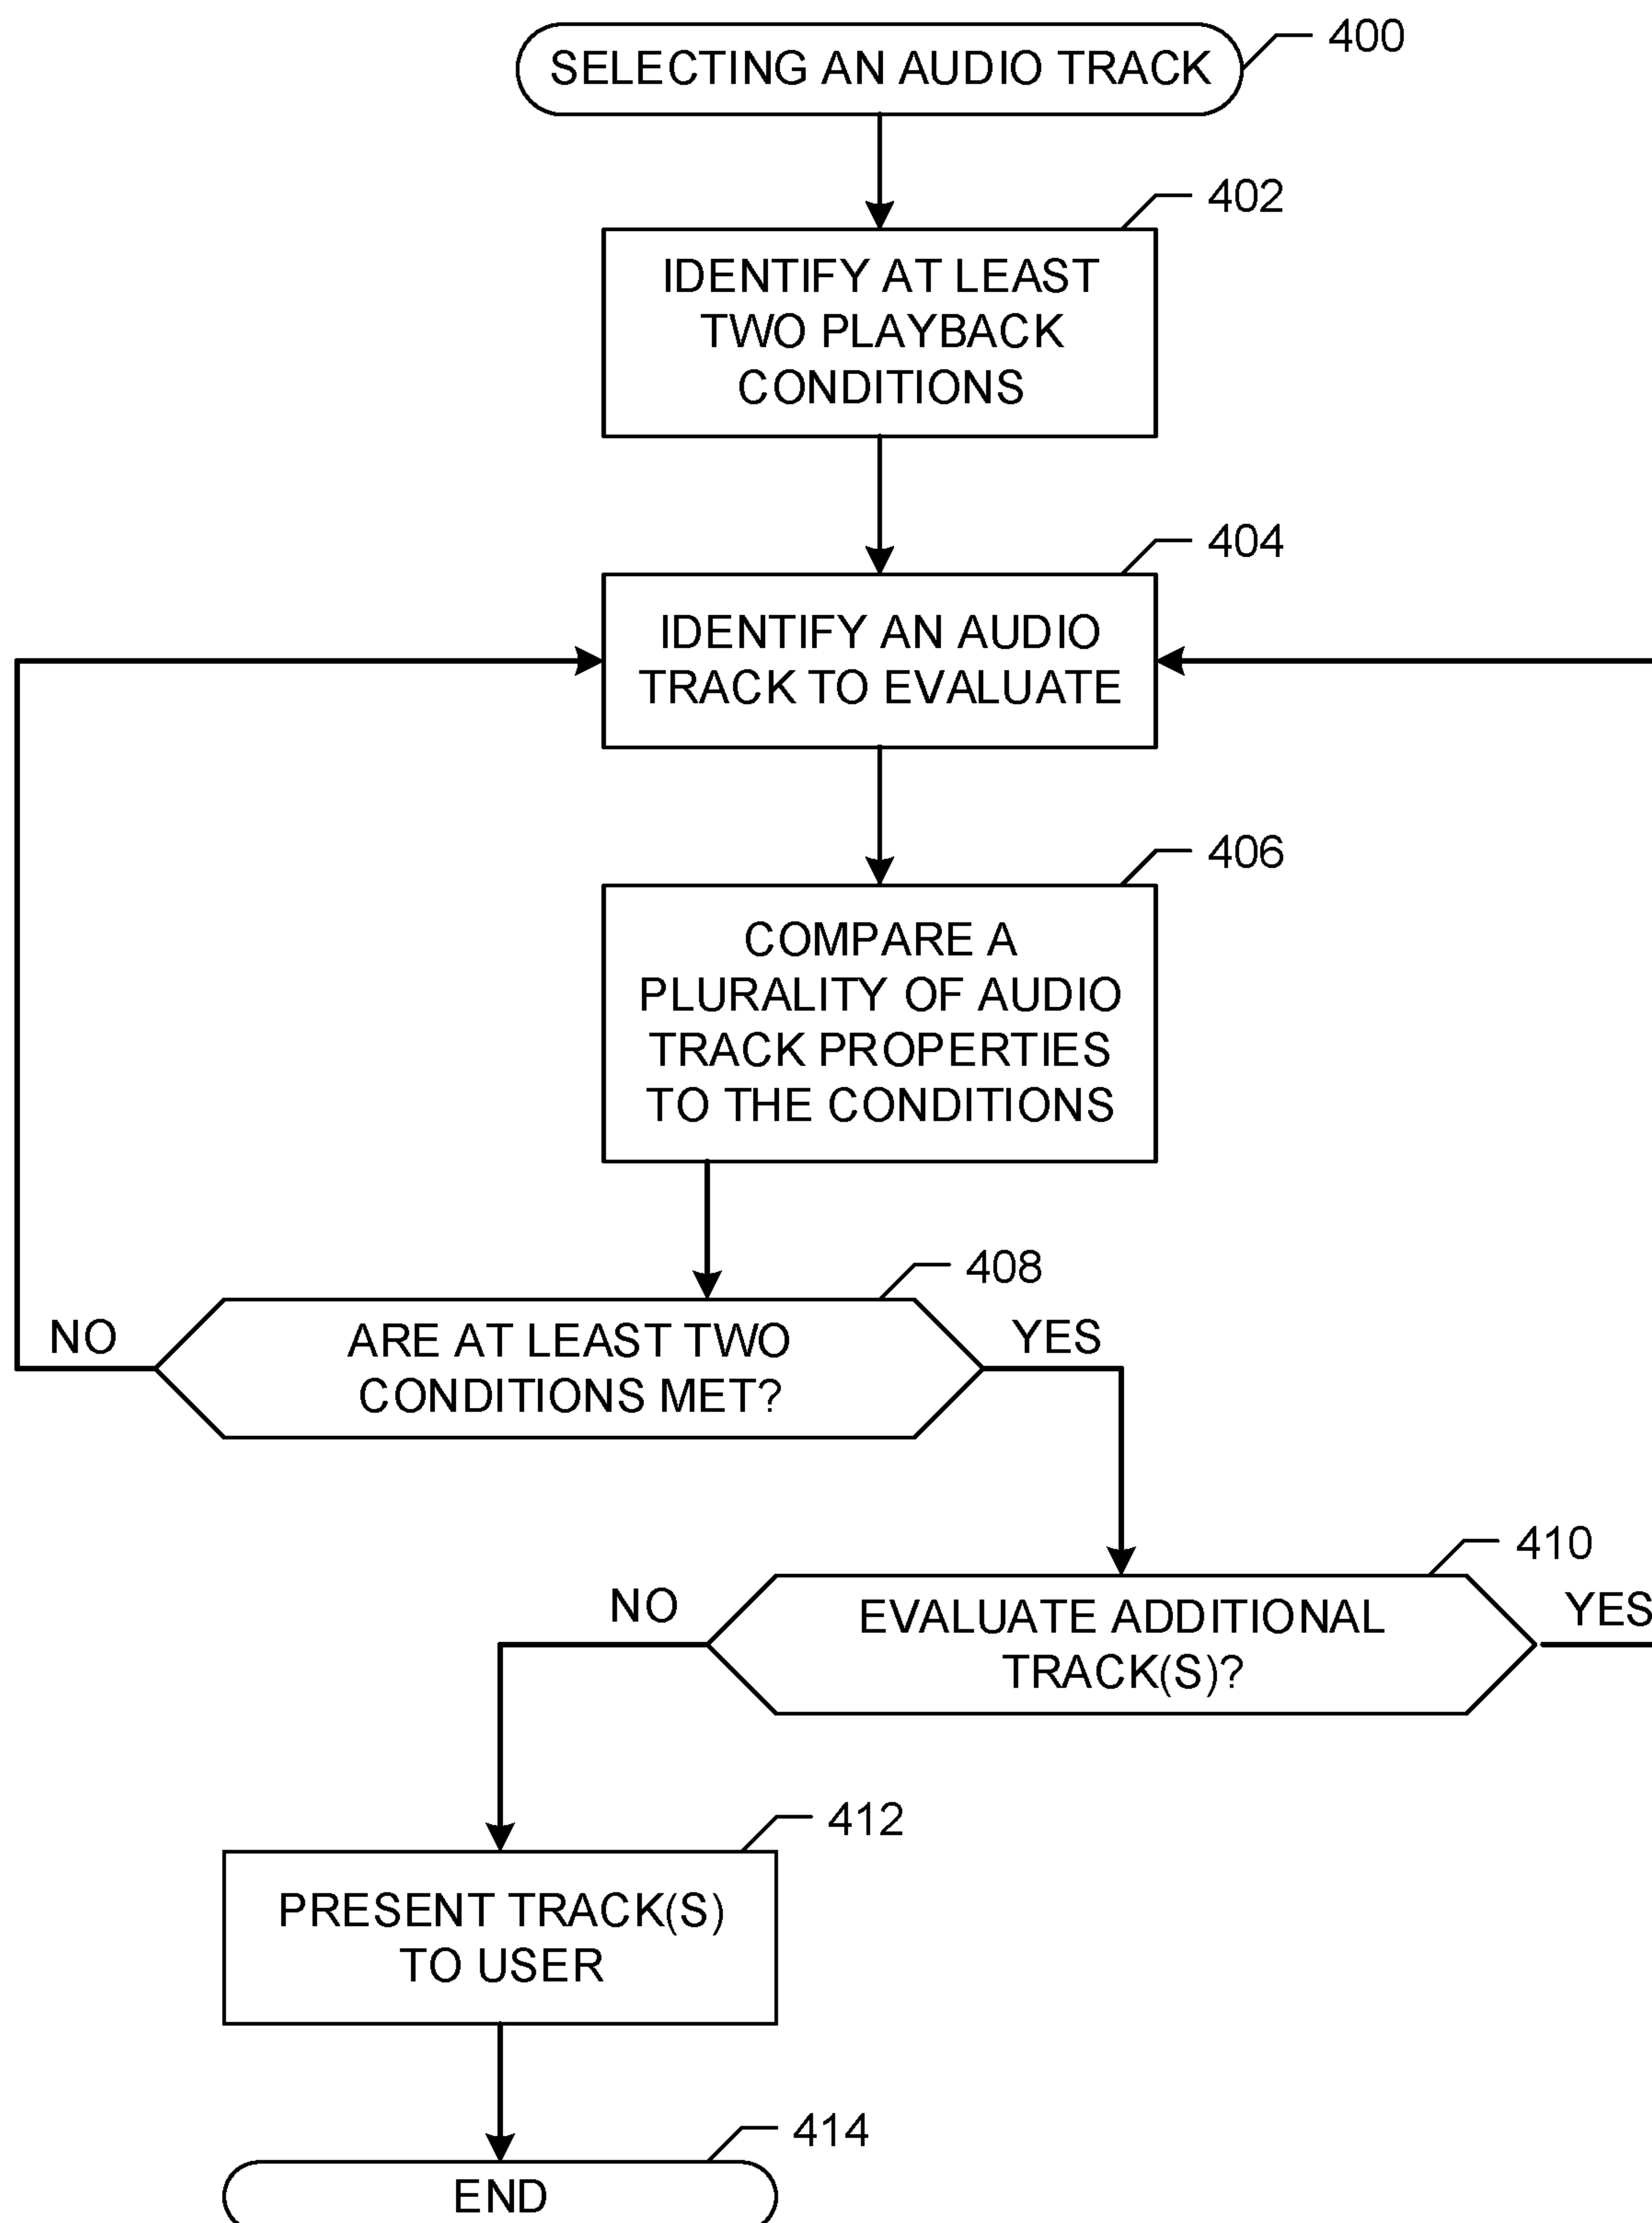 SELECTING AN AUDIO TRACK
400
402
IDENTIFY AT LEAST
TWO PLAYBACK
CONDITIONS
404
IDENTIFY AN AUDIO
TRACK TO EVALUATE
406
COMPARE A
PLURALITY OF AUDIO
TRACK PROPERTIES
TO THE CONDITIONS
408
NO
ARE AT LEAST TWO
CONDITIONS MET?
YES
410
NO
EVALUATE ADDITIONAL
TRACK(S)?
YES
412
PRESENT TRACK(S)
TO USER
414
END